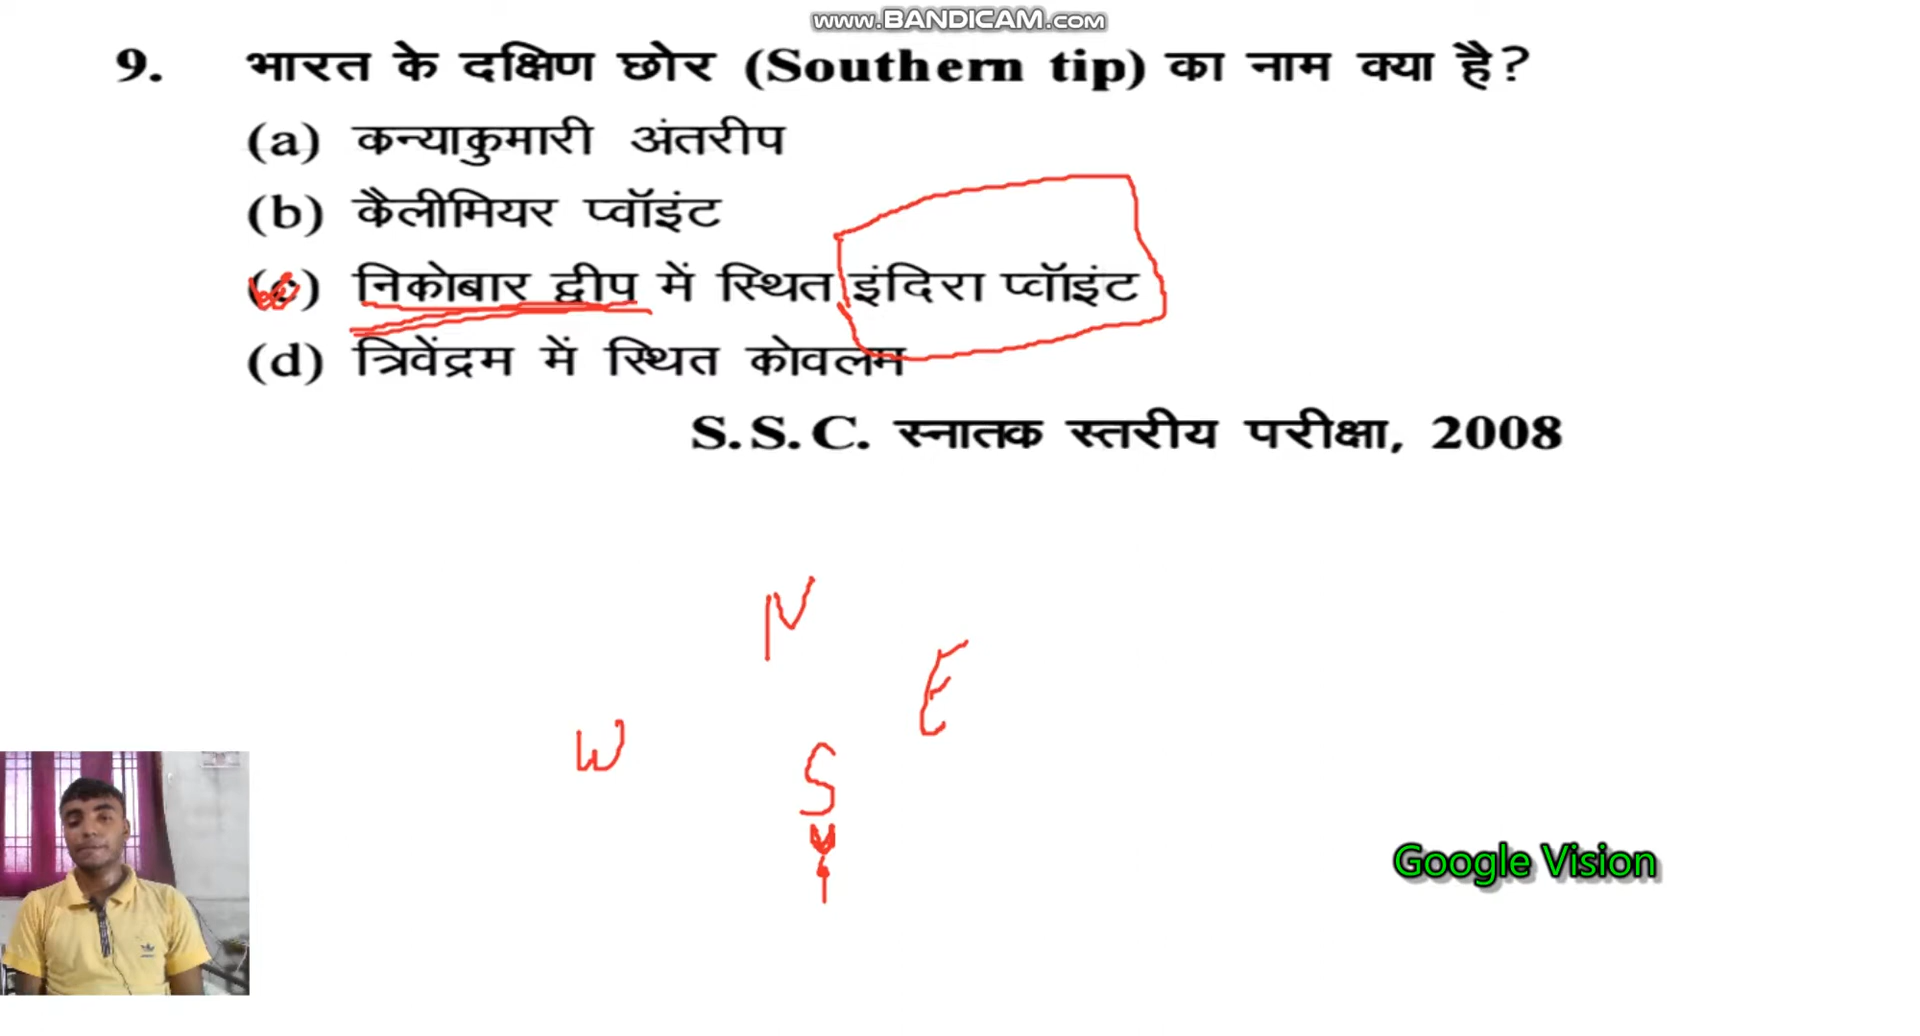 www.BANDICAM.com
9. भारत के दक्षिण छोर (Southern tip) का नाम क्या है?
(a) कन्याकुमारी अंतरीप
(b) कैलीमियर प्वॉइंट
(c) निकोबार द्वीप में स्थित इंदिरा प्वॉइंट
(d) त्रिवेंद्रम में स्थित कोवलम
S.S.C. स्नातक स्तरीय परीक्षा, 2008
N
E
W
S
Google Vision